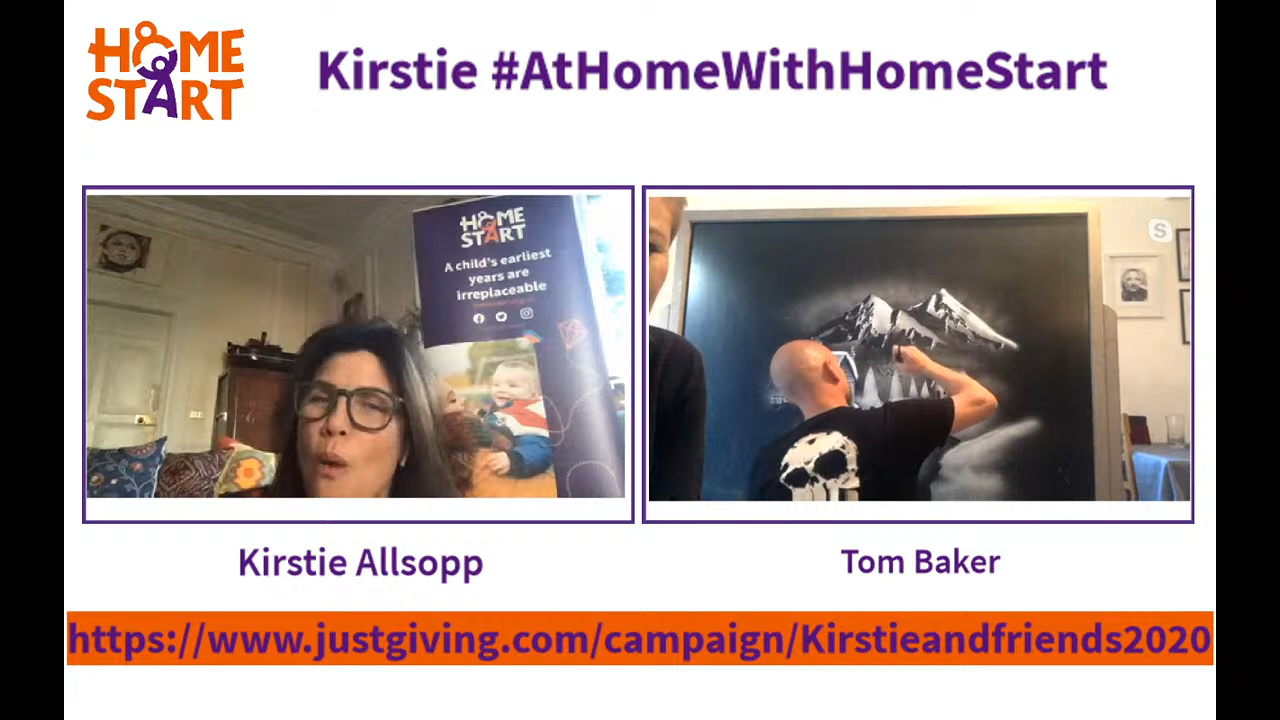 HOME
START
Kirstie #AtHomeWithHomeStart
HOME
START
A child's earliest
years are
irreplaceable
S
Kirstie Allsopp
Tom Baker
https://www.justgiving.com/campaign/Kirstieandfriends2020